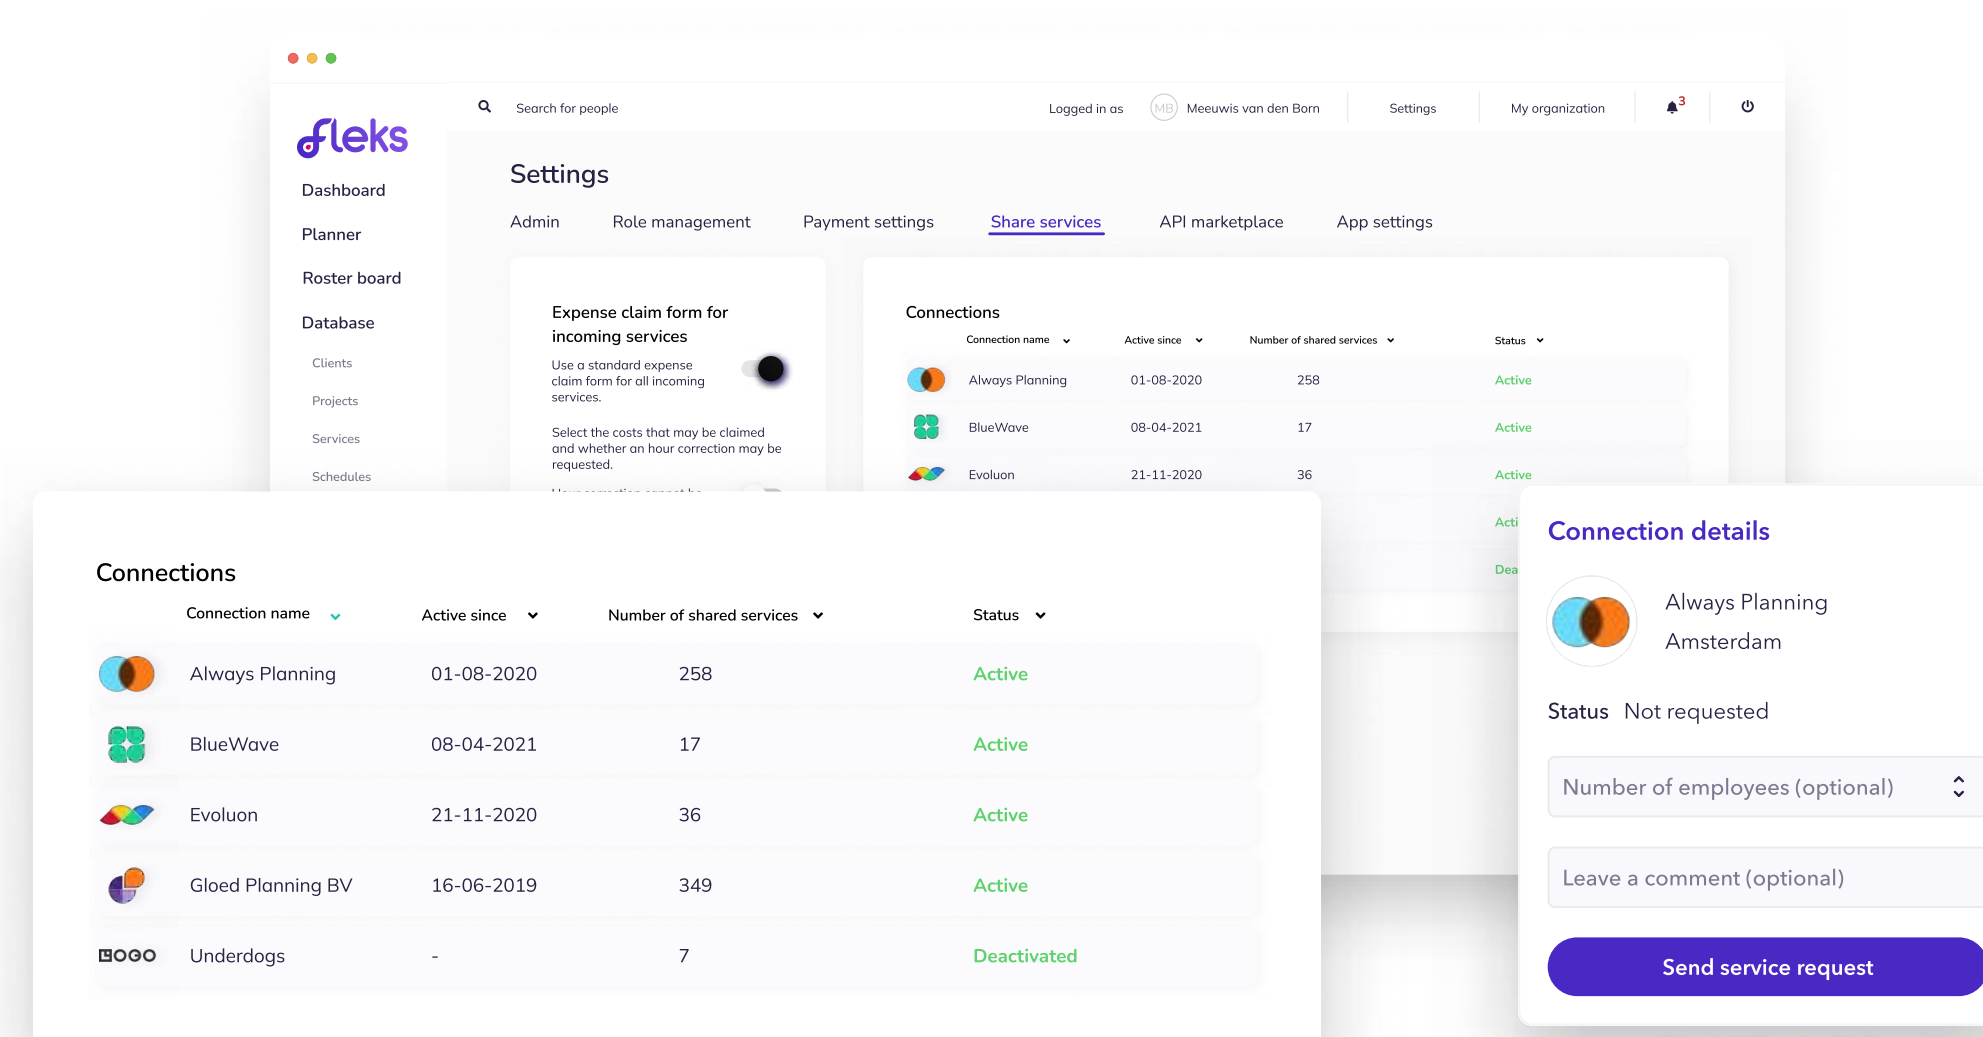 fleks
Search for people
Logged in as
MB
Meeuwis van den Born
Settings
My organization
3
Dashboard
Planner
Roster board
Database
Clients
Projects
Services
Schedules
Settings
Admin
Role management
Payment settings
Share services
API marketplace
App settings
Expense claim form for
incoming services
Use a standard expense
claim form for all incoming
services.
Select the costs that may be claimed
and whether an hour correction may be
requested.
Connections
Connection name Active since Number of shared services Status
Always Planning 01-08-2020 258 Active
BlueWave 08-04-2021 17 Active
Evoluon 21-11-2020 36 Active
Acti
Dea
Connections
Connection name Active since Number of shared services Status
Always Planning 01-08-2020 258 Active
BlueWave 08-04-2021 17 Active
Evoluon 21-11-2020 36 Active
Gloed Planning BV 16-06-2019 349 Active
LOGO Underdogs - 7 Deactivated
Connection details
Always Planning
Amsterdam
Status Not requested
Number of employees (optional)
Leave a comment (optional)
Send service request